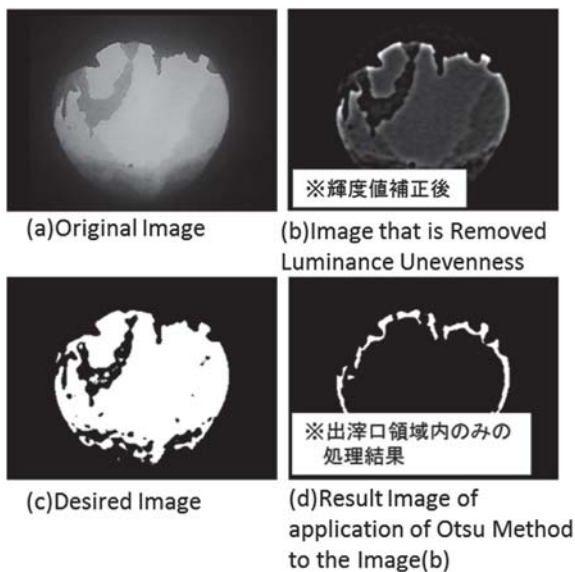 ※輝度値補正後
(a)Original Image
(b)Image that is Removed
Luminance Unevenness
※出滓口領域内のみの
処理結果
(c)Desired Image
(d)Result Image of
application of Otsu Method
to the Image(b)